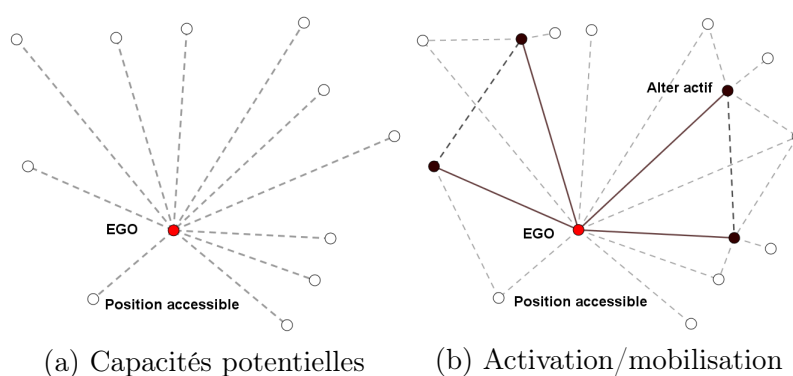 EGO
Position accessible
(a) Capacités potentielles
Alter actif
EGO
Position accessible
(b) Activation/mobilisation